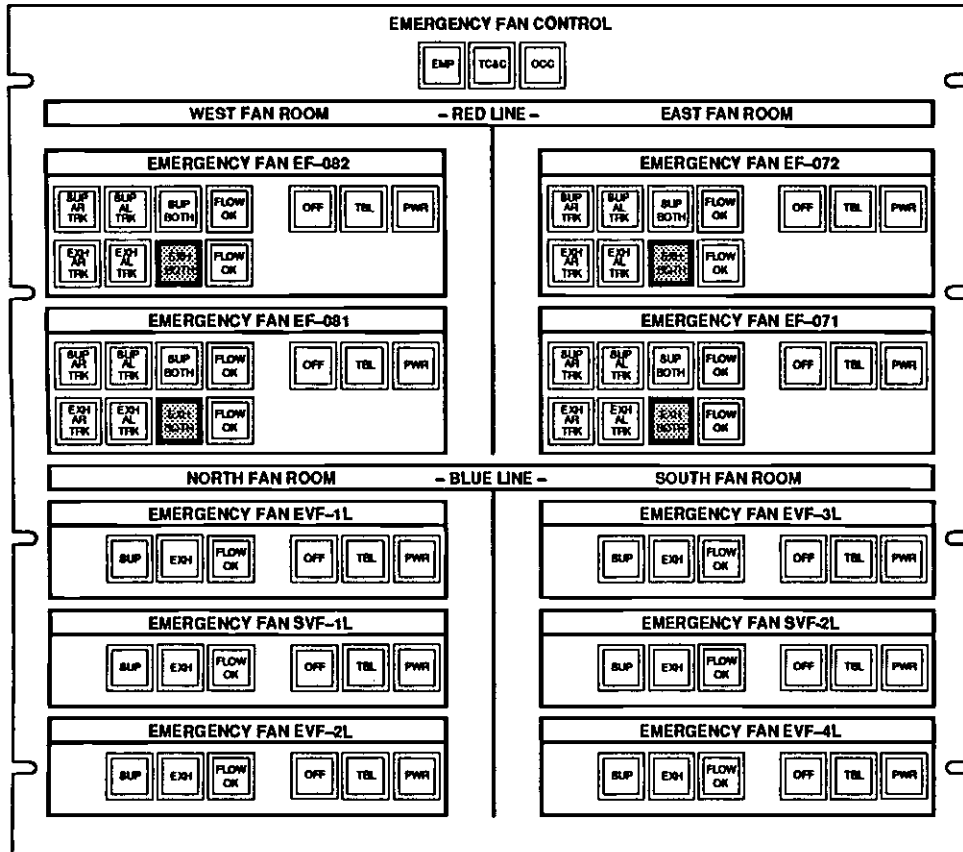 EMERGENCY FAN CONTROL
EMP TC&C OCC
WEST FAN ROOM – RED LINE – EAST FAN ROOM
EMERGENCY FAN EF–082
SUP AR TRK SUP AL TRK SUP BOTH FLOW OK OFF TBL PWR
EXH AR TRK EXH AL TRK EXH BOTH FLOW OK
EMERGENCY FAN EF–072
SUP AR TRK SUP AL TRK SUP BOTH FLOW OK OFF TBL PWR
EXH AR TRK EXH AL TRK EXH BOTH FLOW OK
EMERGENCY FAN EF–081
SUP AR TRK SUP AL TRK SUP BOTH FLOW OK OFF TBL PWR
EXH AR TRK EXH AL TRK EXH BOTH FLOW OK
EMERGENCY FAN EF–071
SUP AR TRK SUP AL TRK SUP BOTH FLOW OK OFF TBL PWR
EXH AR TRK EXH AL TRK EXH BOTH FLOW OK
NORTH FAN ROOM – BLUE LINE – SOUTH FAN ROOM
EMERGENCY FAN EVF–1L
SUP EXH FLOW OK OFF TBL PWR
EMERGENCY FAN EVF–3L
SUP EXH FLOW OK OFF TBL PWR
EMERGENCY FAN SVF–1L
SUP EXH FLOW OK OFF TBL PWR
EMERGENCY FAN SVF-2L
SUP EXH FLOW OK OFF TBL PWR
EMERGENCY FAN EVF–2L
SUP EXH FLOW OK OFF TBL PWR
EMERGENCY FAN EVF–4L
SUP EXH FLOW OK OFF TBL PWR